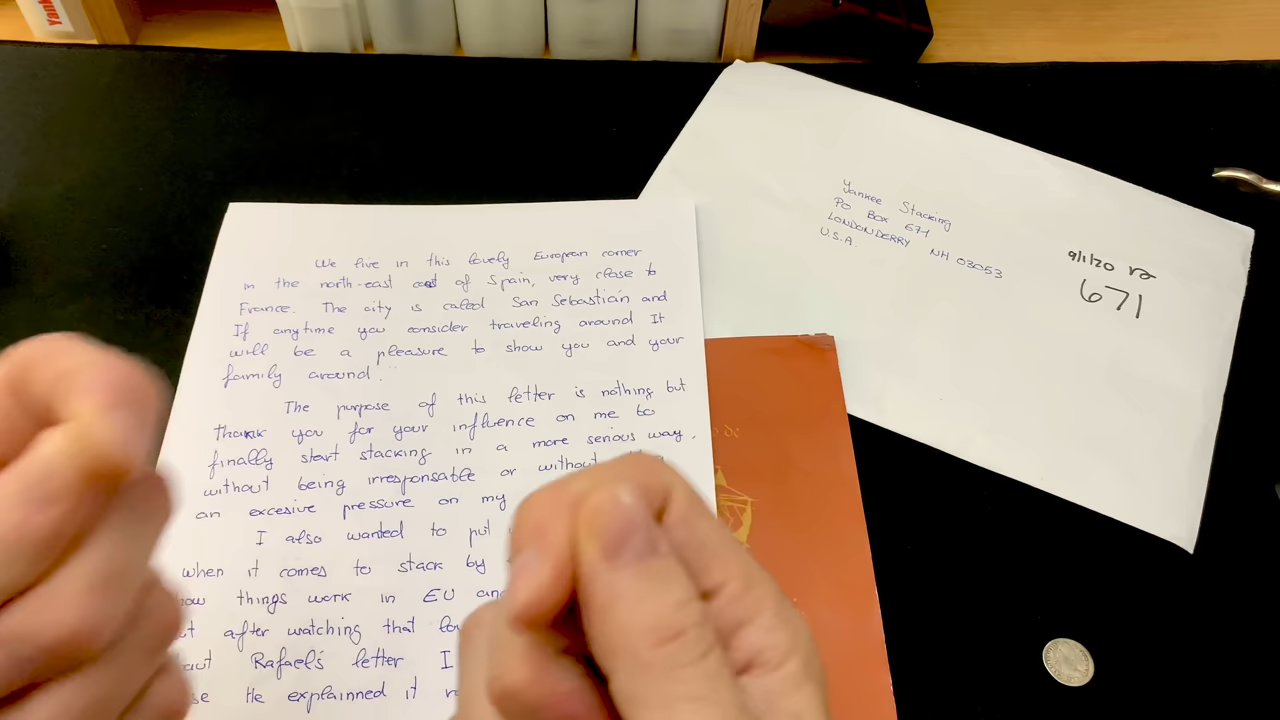 Yank
Yankee Stacking
PO Box 671
LONDONDERRY NH 03053
U.S.A.
9/1/20
671
We live in this lovely European corner
in the north-east of Spain, very close to
France. The city is called San Sebastián and
If anytime you consider traveling around It
will be a pleasure to show you and your
family around.
The purpose of this letter is nothing but
thank you for your influence on me to
finally start stacking in a more serious way,
without being irresponsable or without
an excesive pressure on my
I also wanted to put
when it comes to stack by
how things work in EU and
after watching that
Rafael's letter I
He explainned it